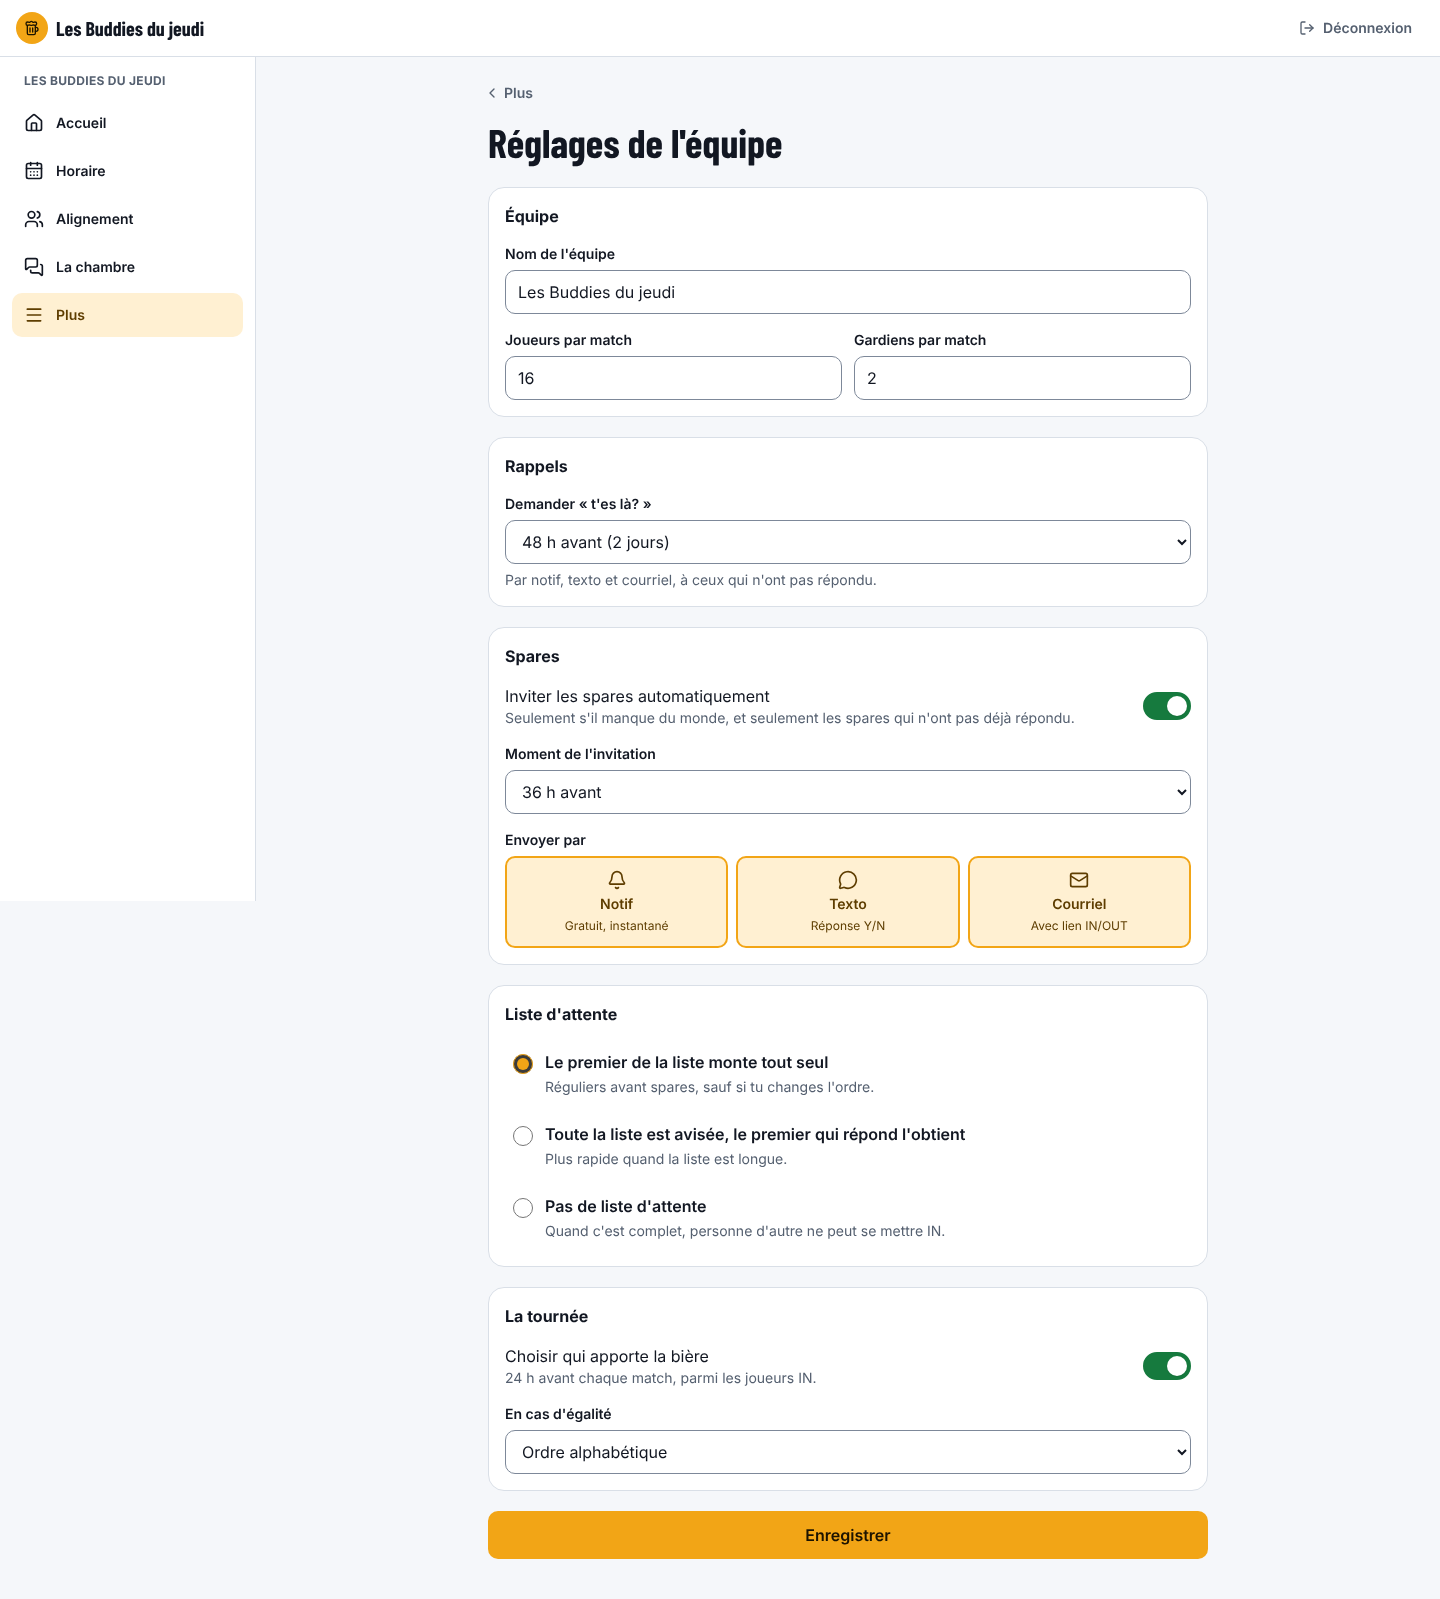 Les Buddies du jeudi
Déconnexion
LES BUDDIES DU JEUDI
Accueil
Horaire
Alignement
La chambre
Plus
Plus
Réglages de l'équipe
Équipe
Nom de l'équipe
Les Buddies du jeudi
Joueurs par match
Gardiens par match
16
2
Rappels
Demander « t'es là? »
48 h avant (2 jours)
Par notif, texto et courriel, à ceux qui n'ont pas répondu.
Spares
Inviter les spares automatiquement
Seulement s'il manque du monde, et seulement les spares qui n'ont pas déjà répondu.
Moment de l'invitation
36 h avant
Envoyer par
Notif
Gratuit, instantané
Texto
Réponse Y/N
Courriel
Avec lien IN/OUT
Liste d'attente
Le premier de la liste monte tout seul
Réguliers avant spares, sauf si tu changes l'ordre.
Toute la liste est avisée, le premier qui répond l'obtient
Plus rapide quand la liste est longue.
Pas de liste d'attente
Quand c'est complet, personne d'autre ne peut se mettre IN.
La tournée
Choisir qui apporte la bière
24 h avant chaque match, parmi les joueurs IN.
En cas d'égalité
Ordre alphabétique
Enregistrer